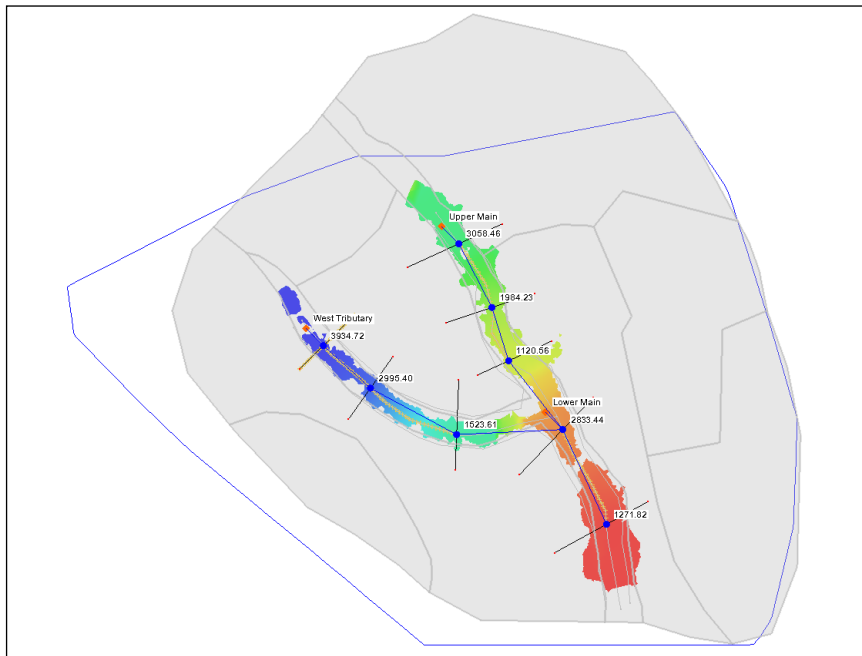 Upper Main
3058.46
1984.23
West Tributary
3934.72
1120.56
2995.40
Lower Main
1523.61
2833.44
1271.82